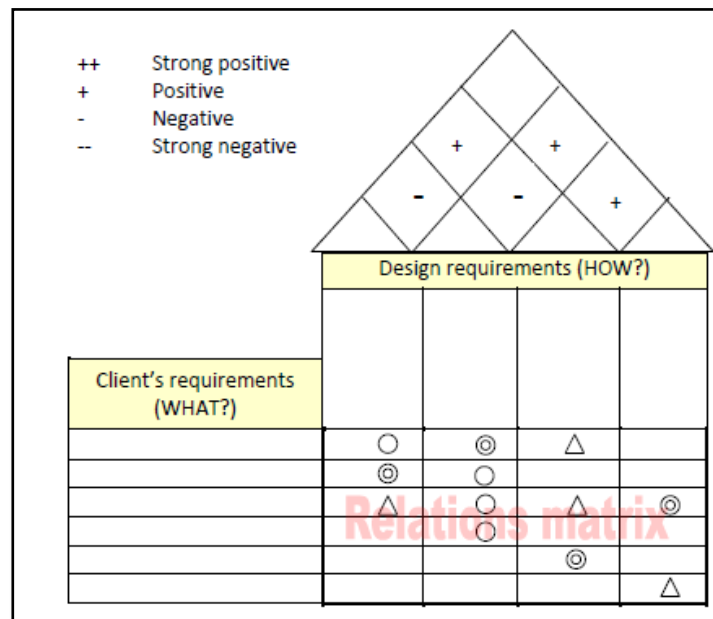 ++ Strong positive
+ Positive
- Negative
-- Strong negative
+ +
- - +
Design requirements (HOW?)
Client's requirements
(WHAT?)
Relations matrix